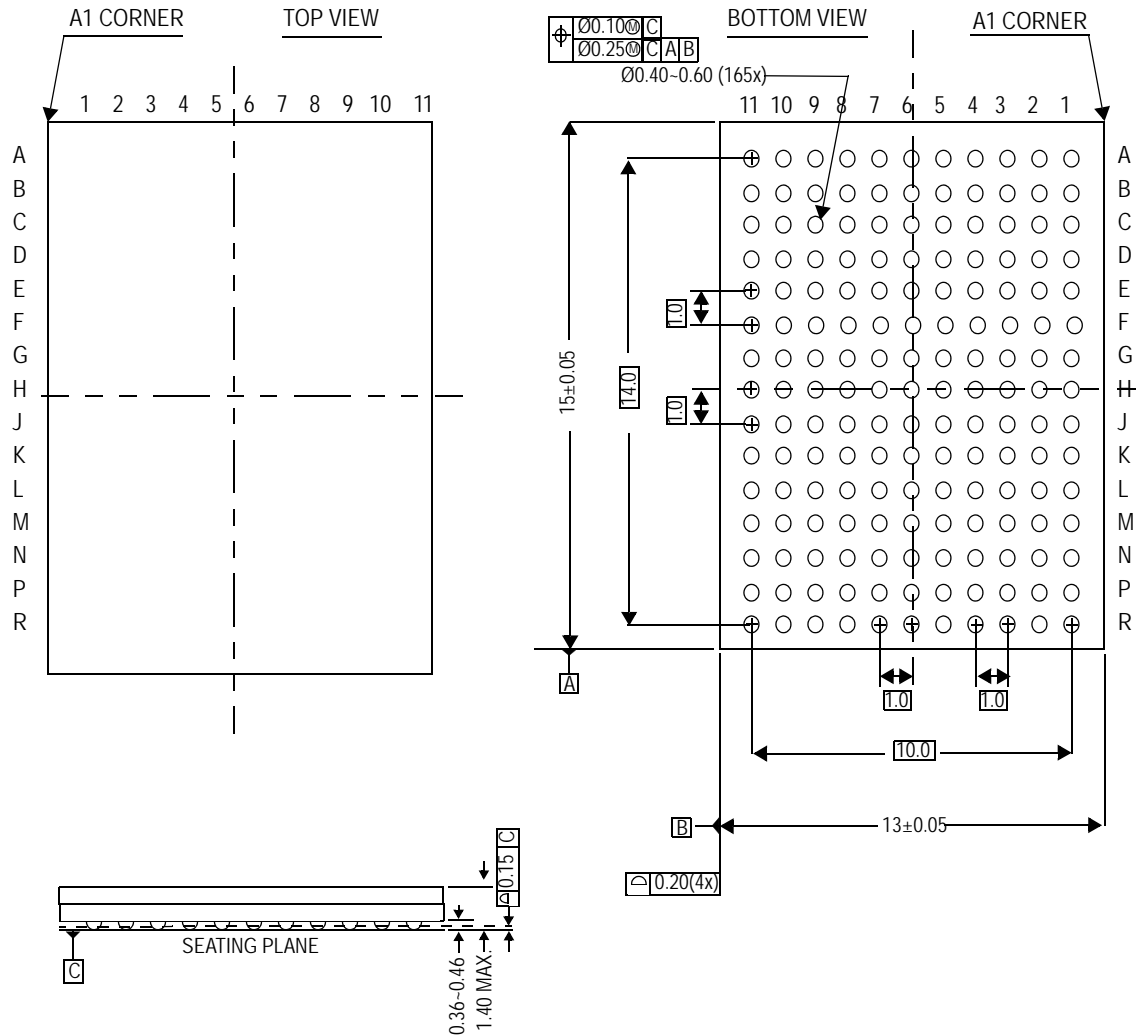 A1 CORNER
TOP VIEW
1 2 3 4 5 6 7 8 9 10 11
A
B
C
D
E
F
G
H
J
K
L
M
N
P
R
Ø0.10Ⓜ C
Ø0.25Ⓜ C A B
Ø0.40~0.60 (165x)
BOTTOM VIEW
A1 CORNER
11 10 9 8 7 6 5 4 3 2 1
A
B
C
D
E
F
G
H
J
K
L
M
N
P
R
15±0.05
14.0
1.0
1.0
A
1.0
1.0
10.0
B
13±0.05
0.20(4x)
0.15 C
SEATING PLANE
C
0.36~0.46
1.40 MAX.